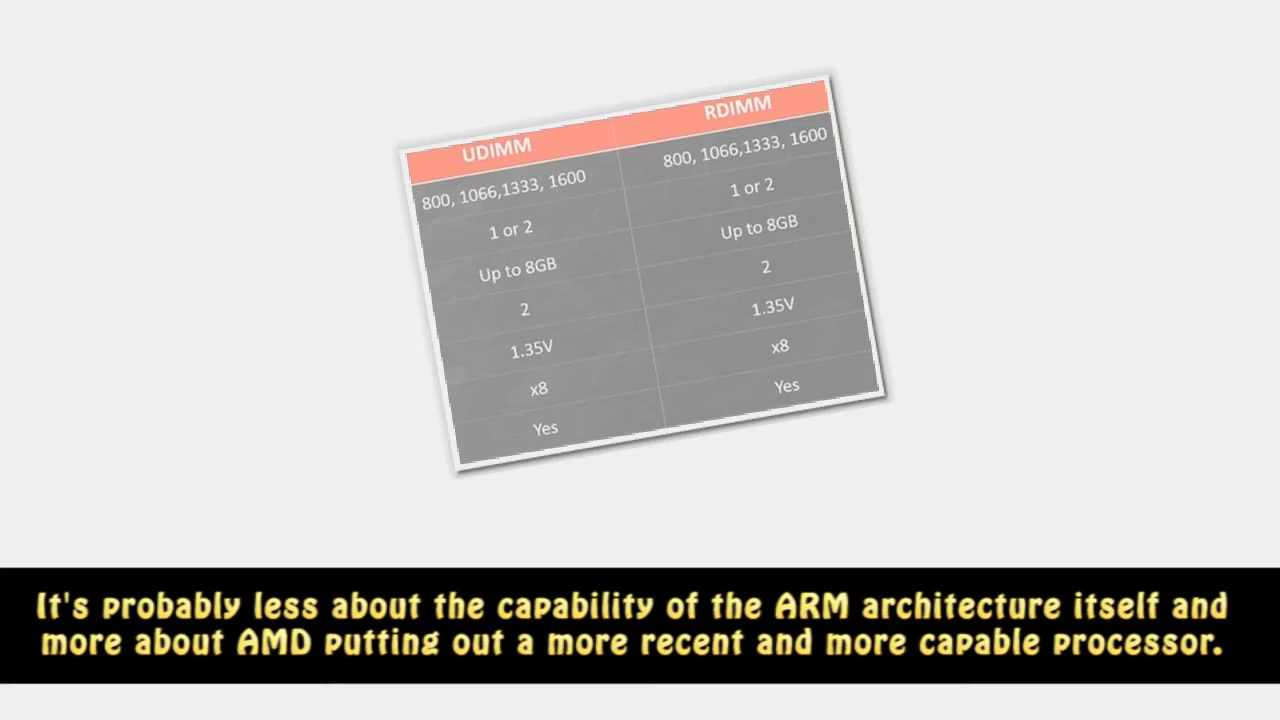 UDIMM RDIMM
800, 1066,1333, 1600 800, 1066,1333, 1600
1 or 2 1 or 2
Up to 8GB Up to 8GB
2 2
1.35V 1.35V
x8 x8
Yes Yes
It's probably less about the capability of the ARM architecture itself and
more about AMD putting out a more recent and more capable processor.